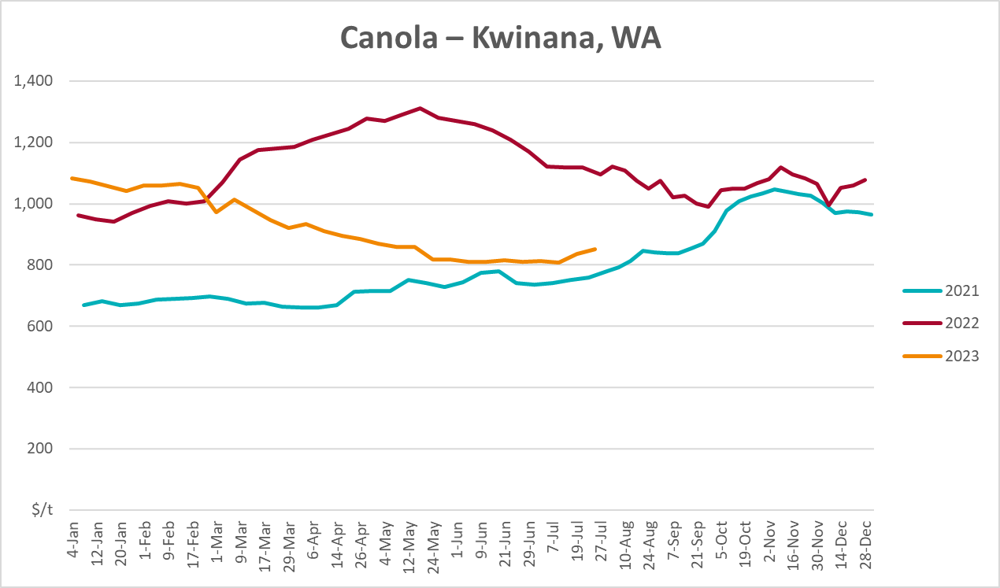 Canola – Kwinana, WA
1,400
1,200
1,000
800
600
400
200
$/t
4-Jan
12-Jan
20-Jan
1-Feb
9-Feb
17-Feb
1-Mar
9-Mar
17-Mar
29-Mar
6-Apr
14-Apr
26-Apr
4-May
12-May
24-May
1-Jun
9-Jun
21-Jun
29-Jun
7-Jul
19-Jul
27-Jul
10-Aug
24-Aug
7-Sep
21-Sep
5-Oct
19-Oct
2-Nov
16-Nov
30-Nov
14-Dec
28-Dec
2021
2022
2023